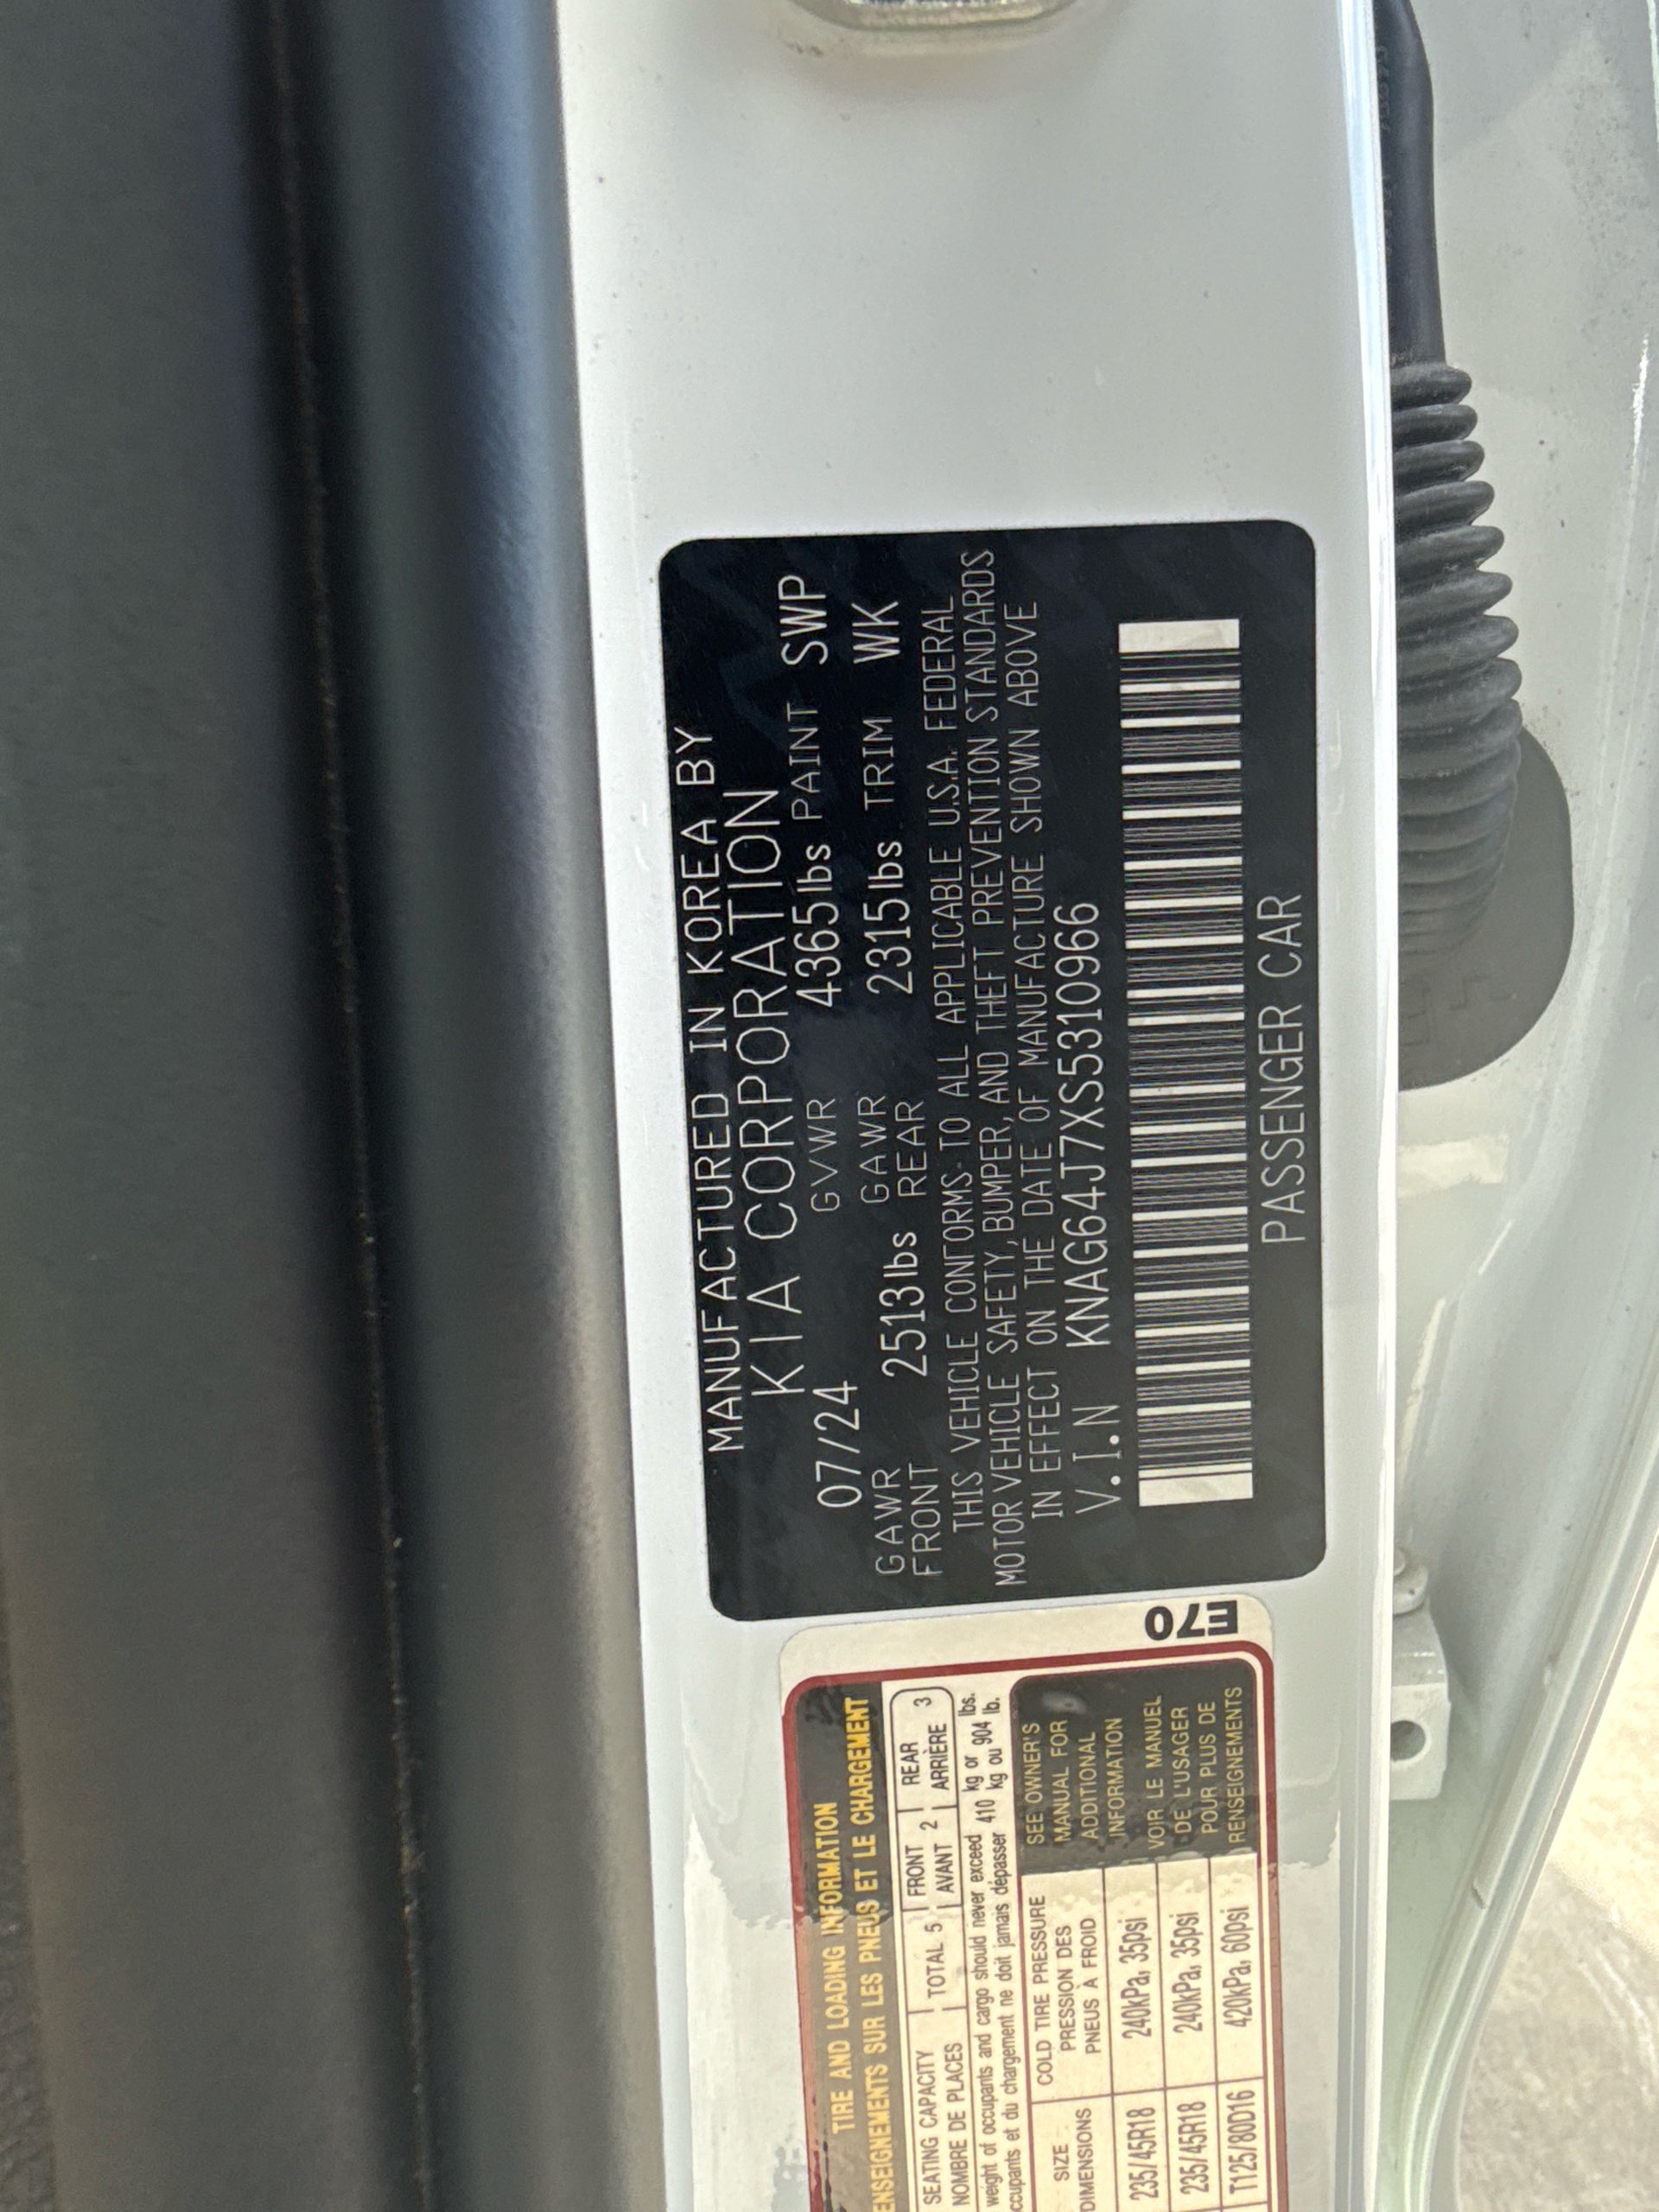 MANUFACTURED IN KOREA BY
KIA CORPORATION
07/24 GVWR 4365lbs PAINT SWP
GAWR FRONT 2513lbs GAWR REAR 2315lbs TRIM WK
THIS VEHICLE CONFORMS TO ALL APPLICABLE U.S.A. FEDERAL
MOTOR VEHICLE SAFETY, BUMPER, AND THEFT PREVENTION STANDARDS
IN EFFECT ON THE DATE OF MANUFACTURE SHOWN ABOVE
V.I.N KNAG64J7XS5310966
PASSENGER CAR
E70
TIRE AND LOADING INFORMATION
ENSEIGNEMENTS SUR LES PNEUS ET LE CHARGEMENT
SEATING CAPACITY TOTAL 5 FRONT 2 REAR 3
NOMBRE DE PLACES AVANT ARRIÈRE
weight of occupants and cargo should never exceed 410 kg or 904 lbs.
ccupants et du chargement ne doit jamais dépasser kg ou lb.
SIZE
DIMENSIONS
COLD TIRE PRESSURE
PRESSION DES
PNEUS À FROID
235/45R18 240kPa, 35psi
235/45R18 240kPa, 35psi
T125/80D16 420kPa, 60psi
SEE OWNER'S
MANUAL FOR
ADDITIONAL
INFORMATION
VOIR LE MANUEL
DE L'USAGER
POUR PLUS DE
RENSEIGNEMENTS